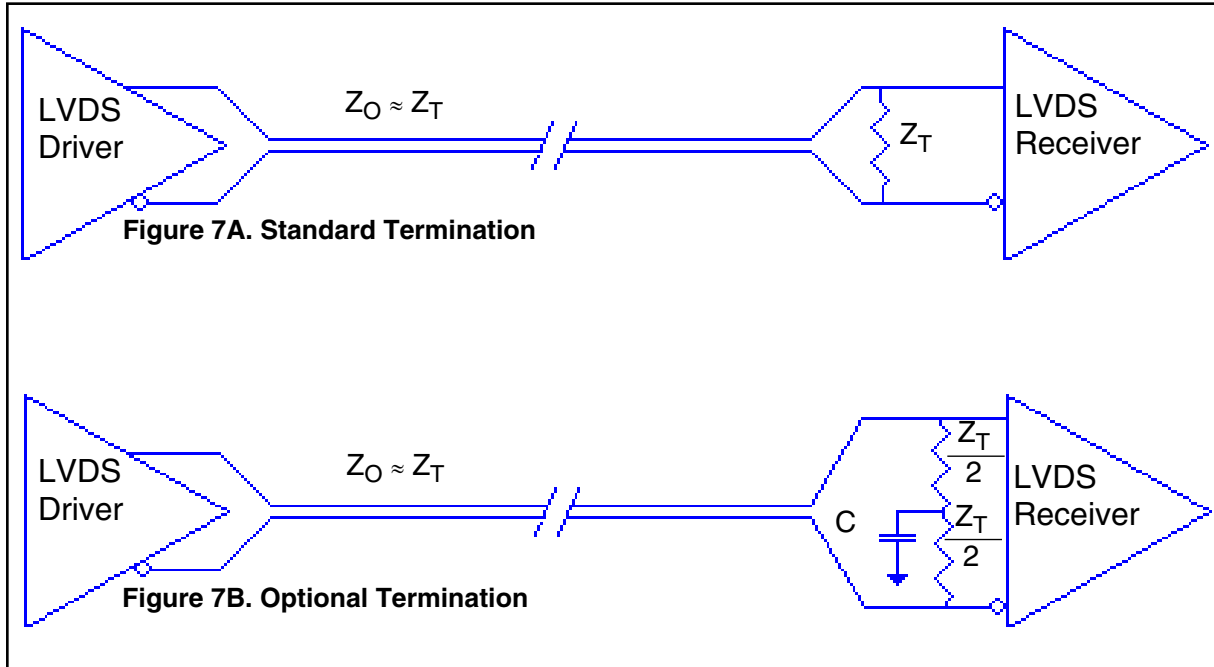 LVDS
Driver
Z_O ≈ Z_T
Z_T
LVDS
Receiver
Figure 7A. Standard Termination
LVDS
Driver
Z_O ≈ Z_T
Z_T
2
C
Z_T
2
LVDS
Receiver
Figure 7B. Optional Termination